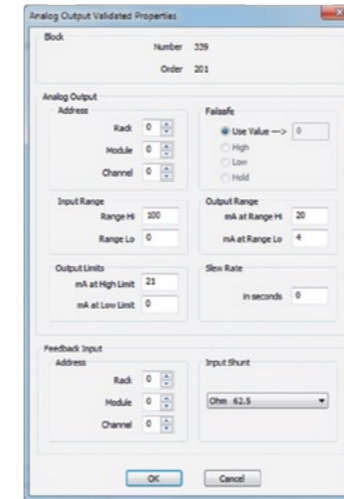 Analog Output Validated Properties
Block
Number 339
Order 201
Analog Output
Address
Rack 0
Module 0
Channel 0
Failsafe
Use Value ---> 0
High
Low
Hold
Input Range
Range Hi 100
Range Lo 0
Output Range
mA at Range Hi 20
mA at Range Lo 4
Output Limits
mA at High Limit 21
mA at Low Limit 0
Slew Rate
in seconds 0
Feedback Input
Address
Rack 0
Module 0
Channel 0
Input Shunt
Ohm 62.5
OK
Cancel